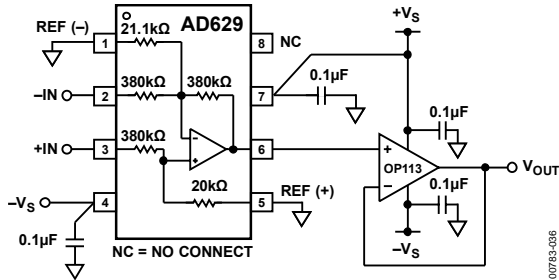 REF (–)
21.1kΩ
AD629
+VS
1
8
NC
–IN
380kΩ
380kΩ
0.1µF
2
7
0.1µF
+IN
380kΩ
3
6
+
–
OP113
VOUT
–
+
20kΩ
REF (+)
0.1µF
–VS
4
5
0.1µF
NC = NO CONNECT
–VS
00783-036